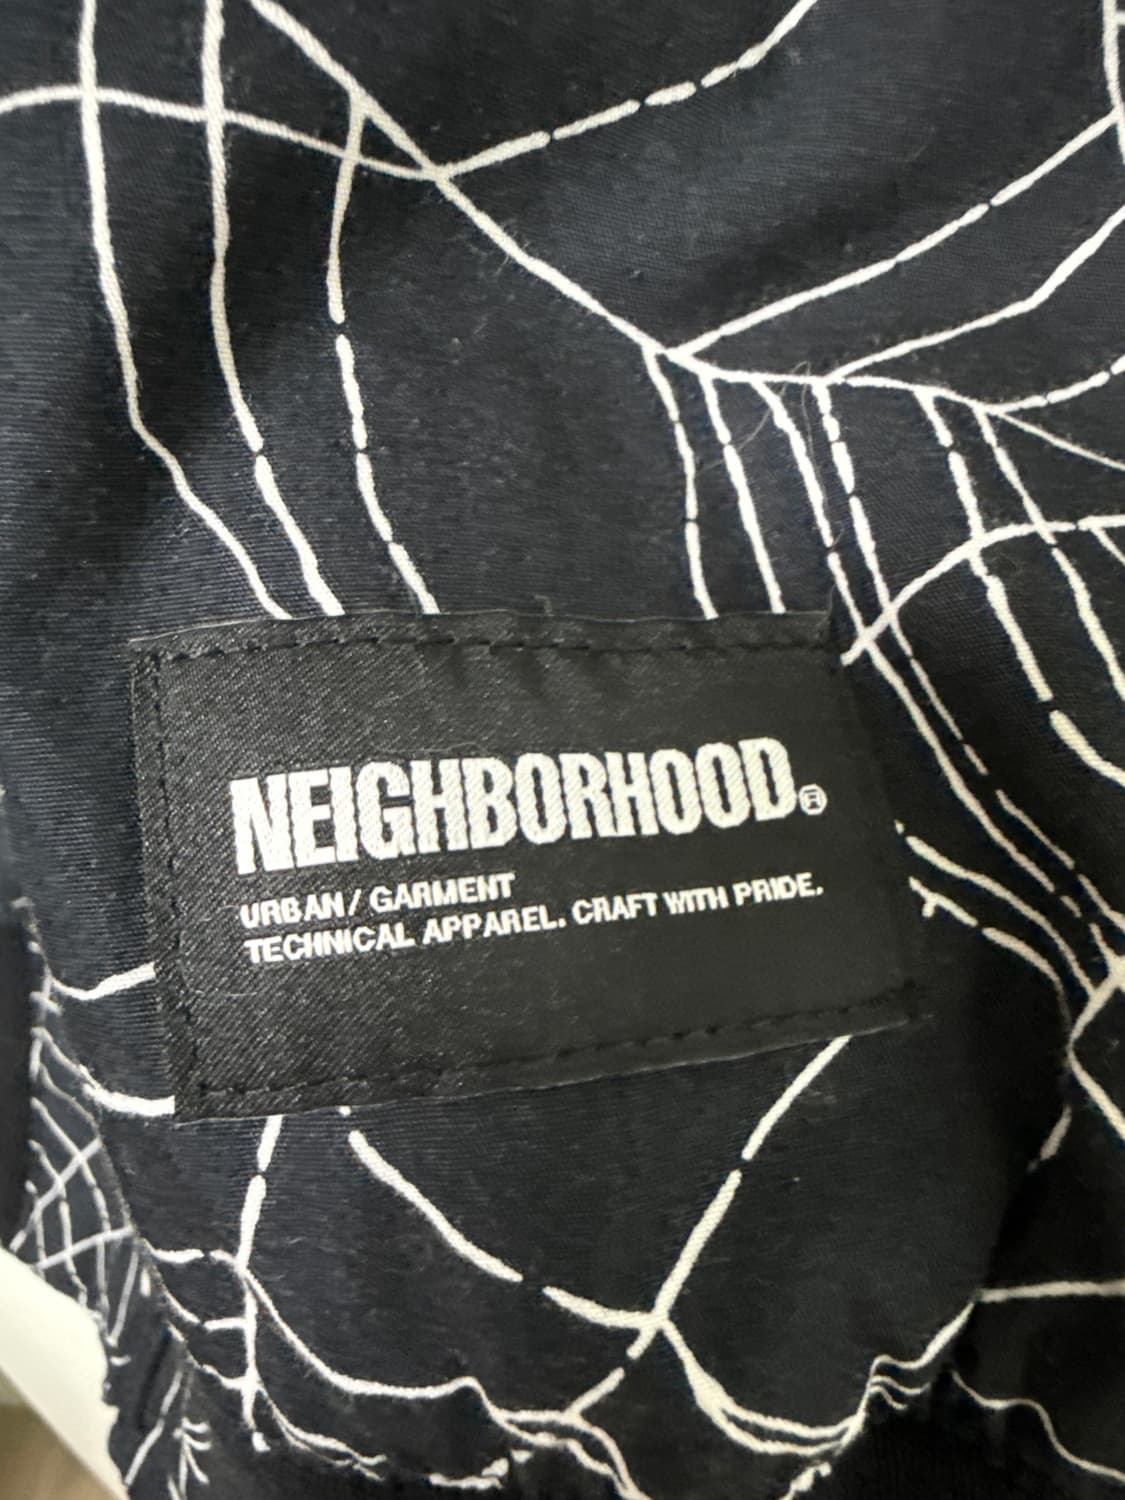 NEIGHBORHOOD®
URBAN / GARMENT
TECHNICAL APPAREL. CRAFT WITH PRIDE.